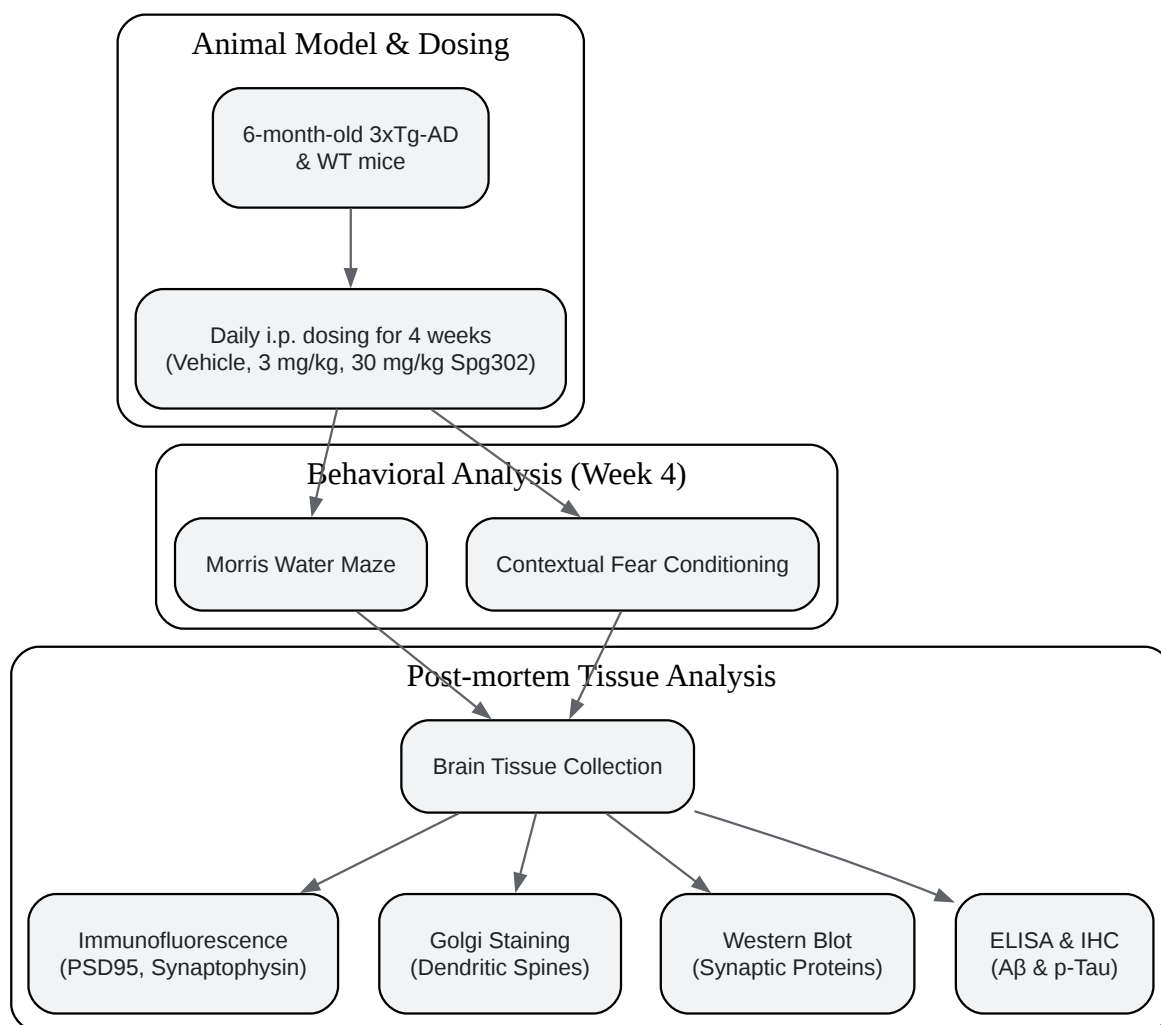 Animal Model & Dosing
6-month-old 3xTg-AD
& WT mice
Daily i.p. dosing for 4 weeks
(Vehicle, 3 mg/kg, 30 mg/kg Spg302)
Behavioral Analysis (Week 4)
Morris Water Maze
Contextual Fear Conditioning
Post-mortem Tissue Analysis
Brain Tissue Collection
Immunofluorescence
(PSD95, Synaptophysin)
Golgi Staining
(Dendritic Spines)
Western Blot
(Synaptic Proteins)
ELISA & IHC
(Aβ & p-Tau)